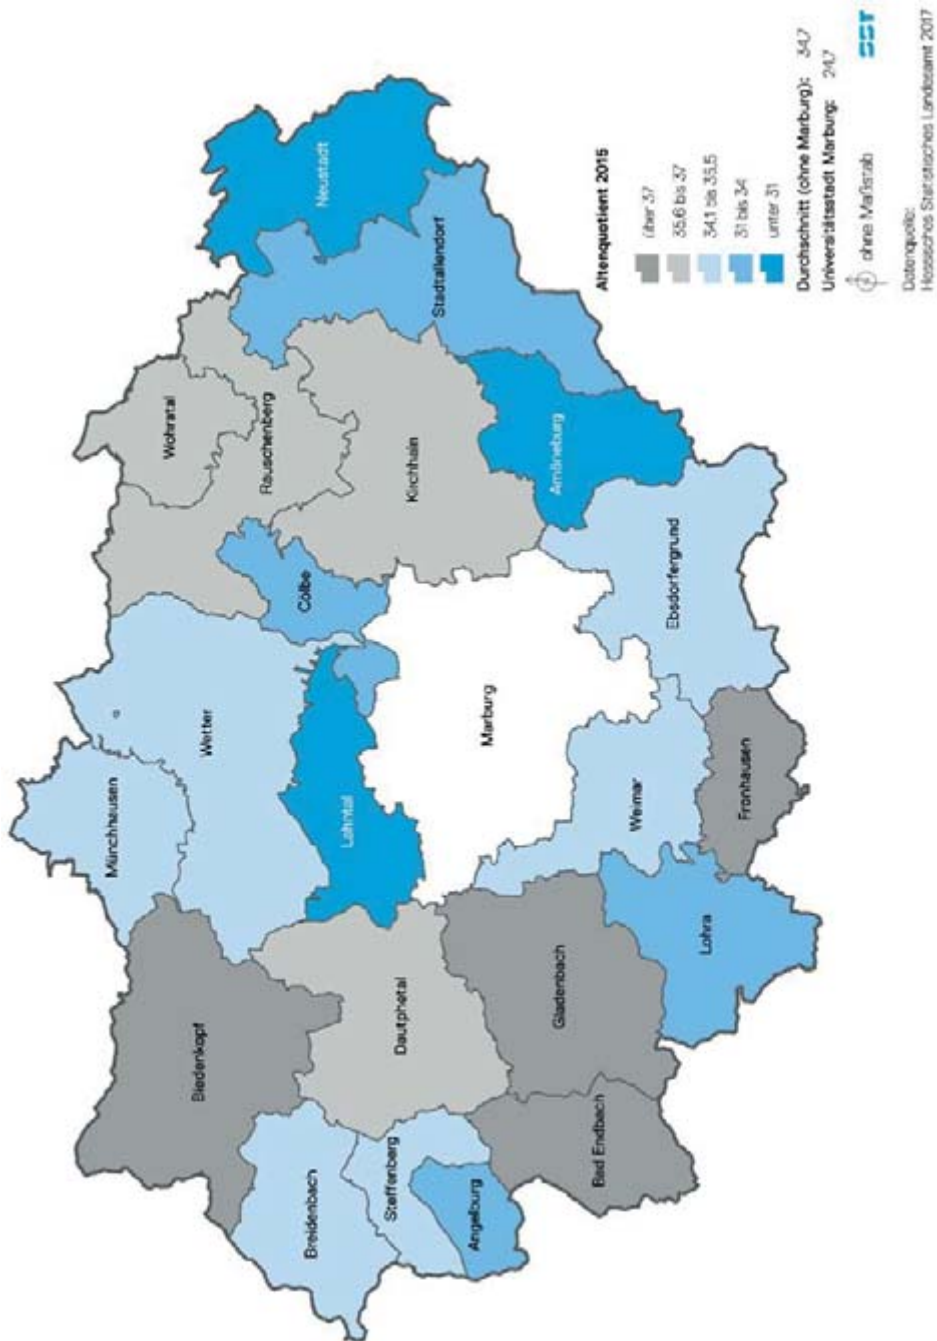 Münchhausen
Wohratal
Biedenkopf
Wetter
Rauschenberg
Neustadt
Breidenbach
Cölbe
Lahntal
Steffenberg
Dautphetal
Kirchhain
Stadtallendorf
Angelburg
Marburg
Gladenbach
Amöneburg
Bad Endbach
Weimar
Ebsdorfergrund
Lohra
Fronhausen
Altenquotient 2015
über 37
35,6 bis 37
34,1 bis 35,5
31 bis 34
unter 31
Durchschnitt (ohne Marburg): 34,7
Universitätsstadt Marburg: 24,7
ohne Maßstab
SST
Datenquelle:
Hessisches Statistisches Landesamt 2017